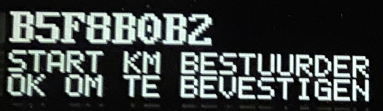 B5F8B0B2
START KM BESTUURDER
OK OM TE BEVESTIGEN